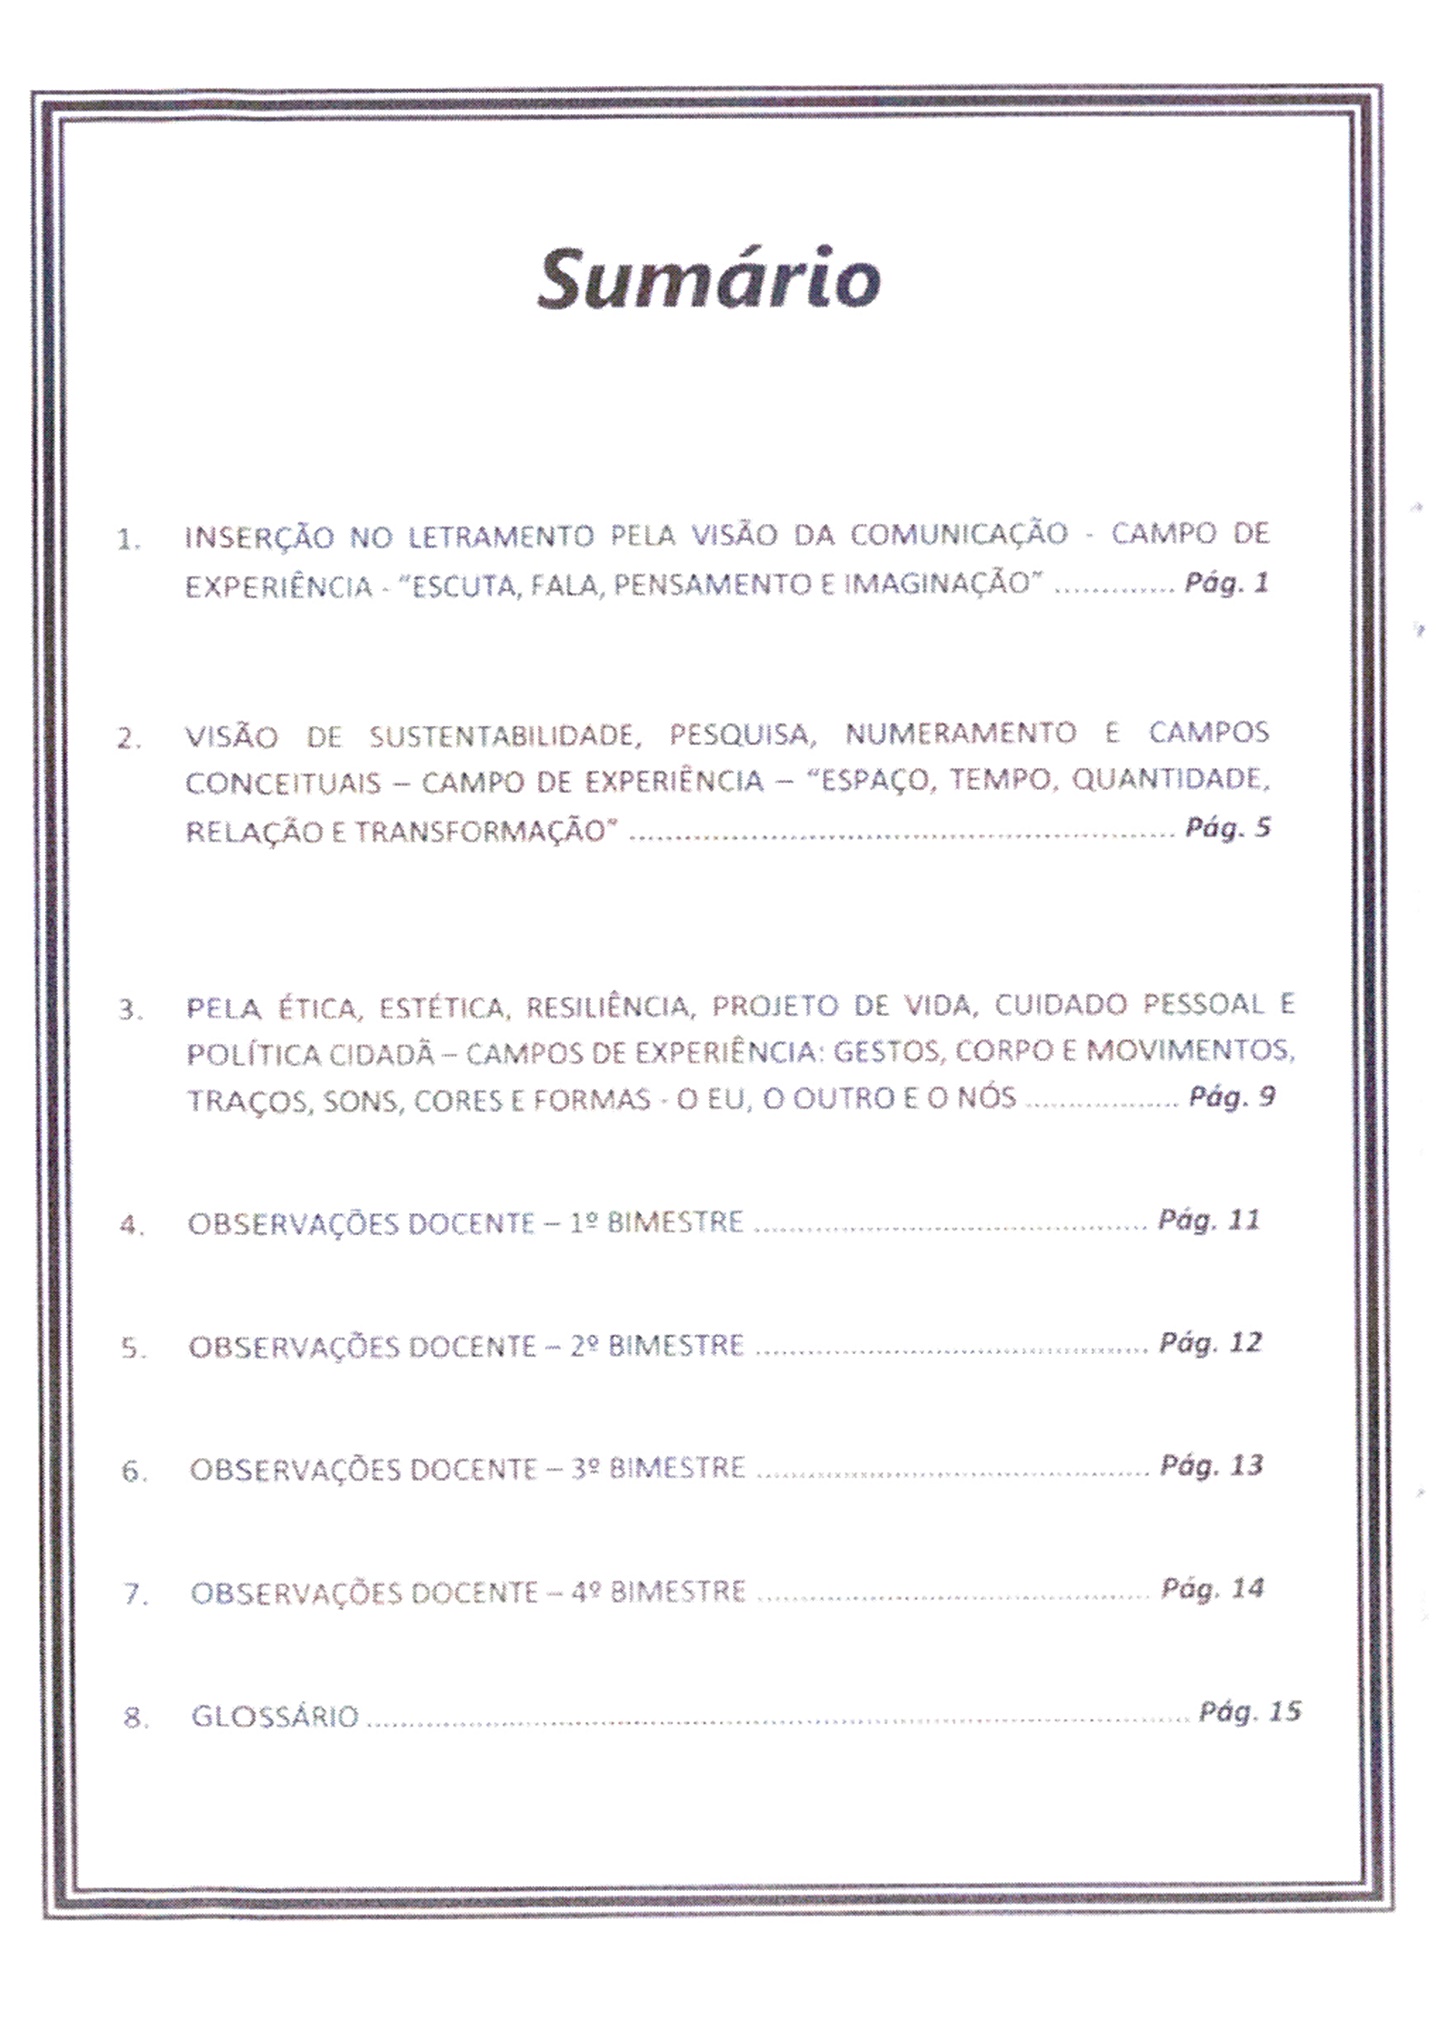 Sumário
1. INSERÇÃO NO LETRAMENTO PELA VISÃO DA COMUNICAÇÃO - CAMPO DE
EXPERIÊNCIA - "ESCUTA, FALA, PENSAMENTO E IMAGINAÇÃO" ............. Pág. 1
2. VISÃO DE SUSTENTABILIDADE, PESQUISA, NUMERAMENTO E CAMPOS
CONCEITUAIS – CAMPO DE EXPERIÊNCIA – "ESPAÇO, TEMPO, QUANTIDADE,
RELAÇÃO E TRANSFORMAÇÃO" ............................................................ Pág. 5
3. PELA ÉTICA, ESTÉTICA, RESILIÊNCIA, PROJETO DE VIDA, CUIDADO PESSOAL E
POLÍTICA CIDADÃ – CAMPOS DE EXPERIÊNCIA: GESTOS, CORPO E MOVIMENTOS,
TRAÇOS, SONS, CORES E FORMAS - O EU, O OUTRO E O NÓS .................. Pág. 9
4. OBSERVAÇÕES DOCENTE – 1º BIMESTRE ............................................. Pág. 11
5. OBSERVAÇÕES DOCENTE – 2º BIMESTRE ............................................. Pág. 12
6. OBSERVAÇÕES DOCENTE – 3º BIMESTRE ............................................. Pág. 13
7. OBSERVAÇÕES DOCENTE – 4º BIMESTRE ............................................. Pág. 14
8. GLOSSÁRIO ............................................................................................ Pág. 15